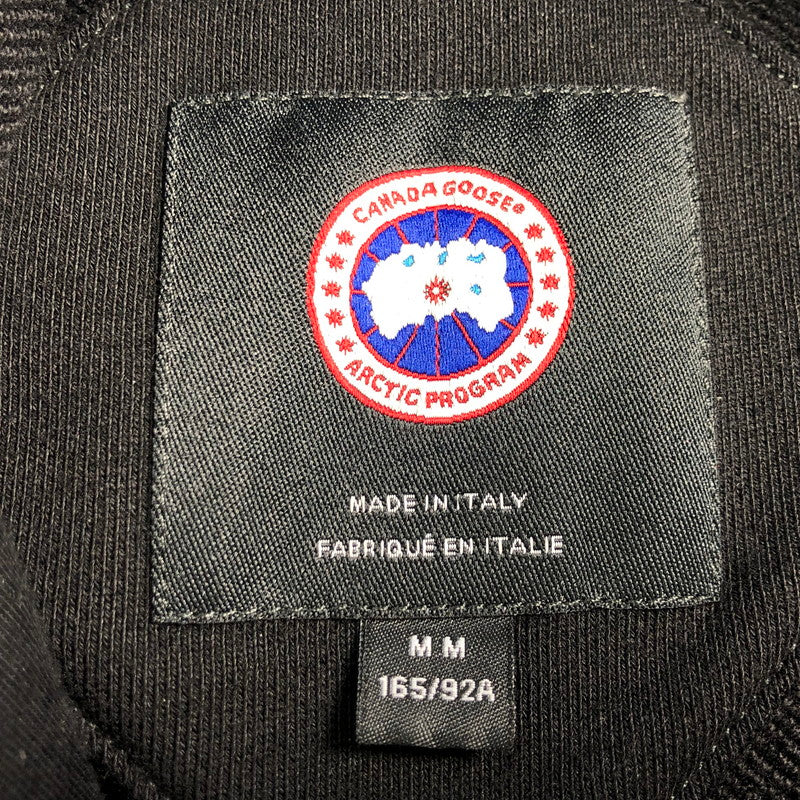 CANADA GOOSE®
ARCTIC PROGRAM
MADE IN ITALY
FABRIQUÉ EN ITALIE
M M
165/92A